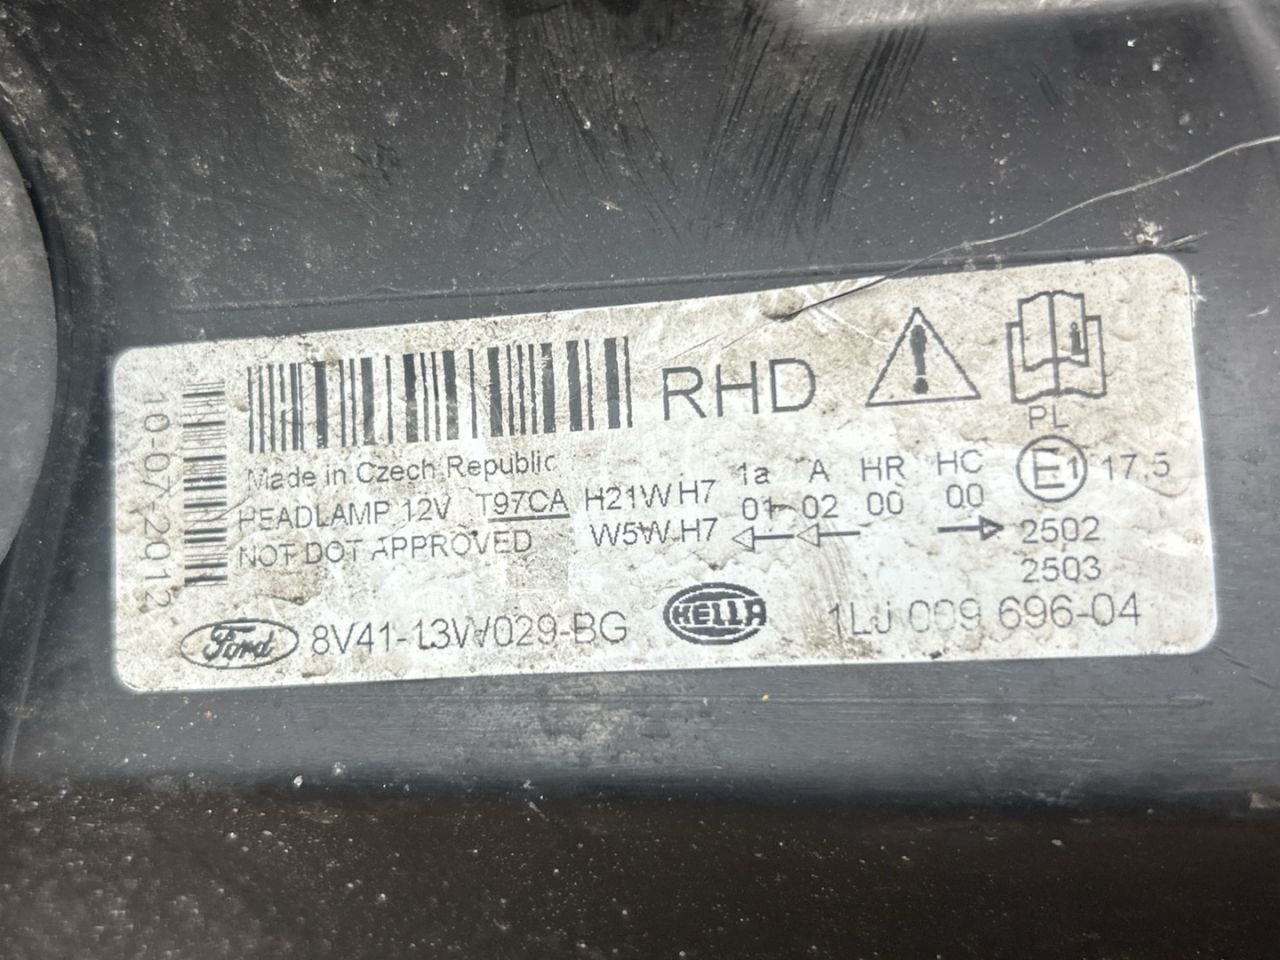 10-07-2012
RHD
Made in Czech Republic
HEADLAMP 12V T97CA H21W H7
NOT DOT APPROVED W5W H7
1a A HR HC
01 02 00 00
PL
E1 17,5
2502
2503
Ford 8V41-13W029-BG HELLA 1LJ 009 696-04